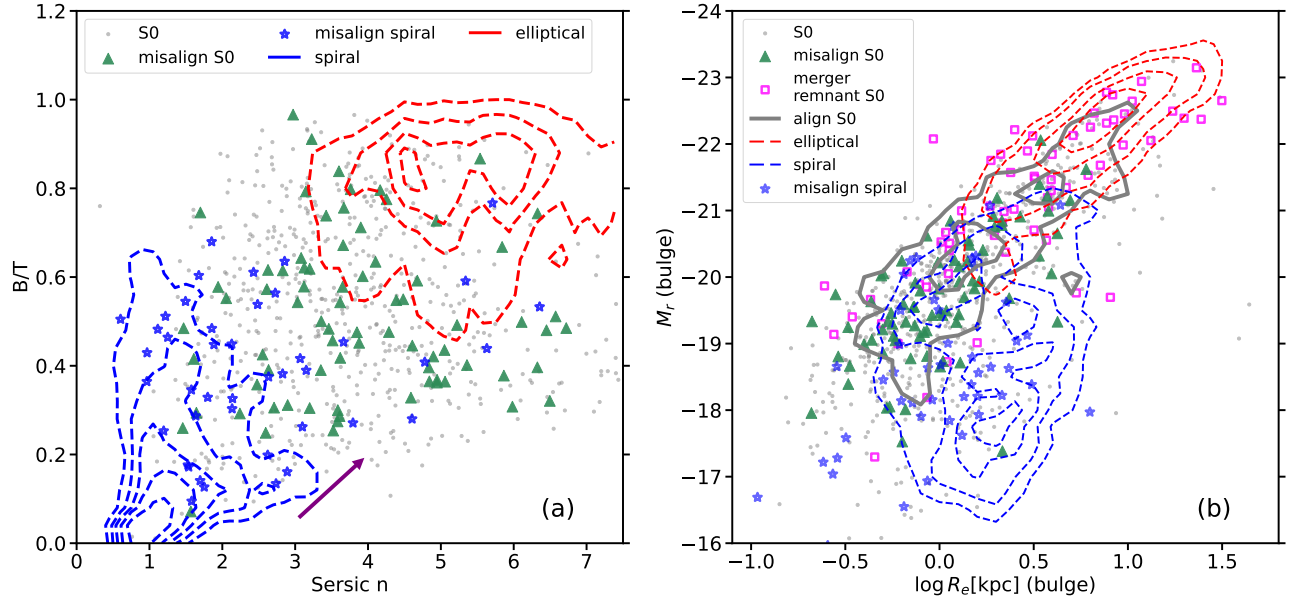 1.2
1.0
0.8
0.6
0.4
0.2
0.0
B/T
S0
misalign S0
misalign spiral
spiral
elliptical
(a)
0 1 2 3 4 5 6 7
Sersic n
−23
−22
−21
−20
−19
−18
−17
−16
M_r (bulge)
S0
misalign S0
merger
remnant S0
align S0
elliptical
spiral
misalign spiral
(b)
−1.0 −0.5 0.0 0.5 1.0 1.5
log R_e[kpc] (bulge)